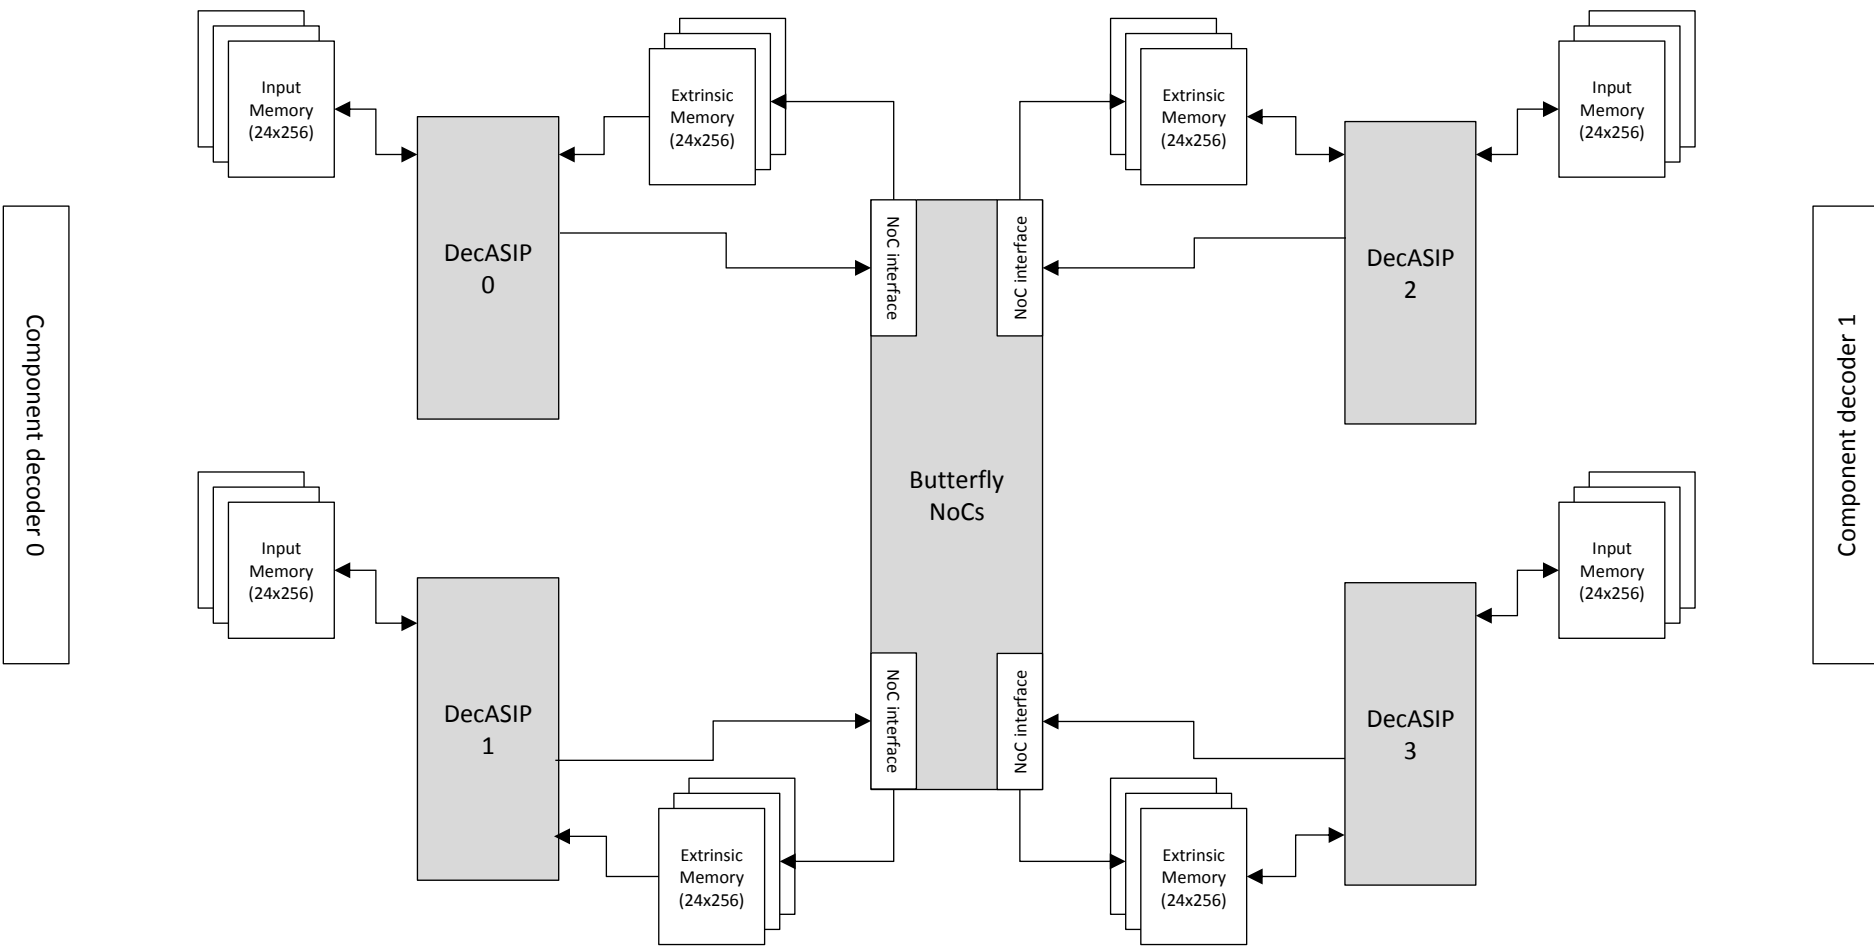 Input
Memory
(24x256)
Extrinsic
Memory
(24x256)
Extrinsic
Memory
(24x256)
Input
Memory
(24x256)
DecASIP
0
NoC interface
NoC interface
DecASIP
2
Component decoder 0
Component decoder 1
Butterfly
NoCs
Input
Memory
(24x256)
Input
Memory
(24x256)
DecASIP
1
NoC interface
NoC interface
DecASIP
3
Extrinsic
Memory
(24x256)
Extrinsic
Memory
(24x256)